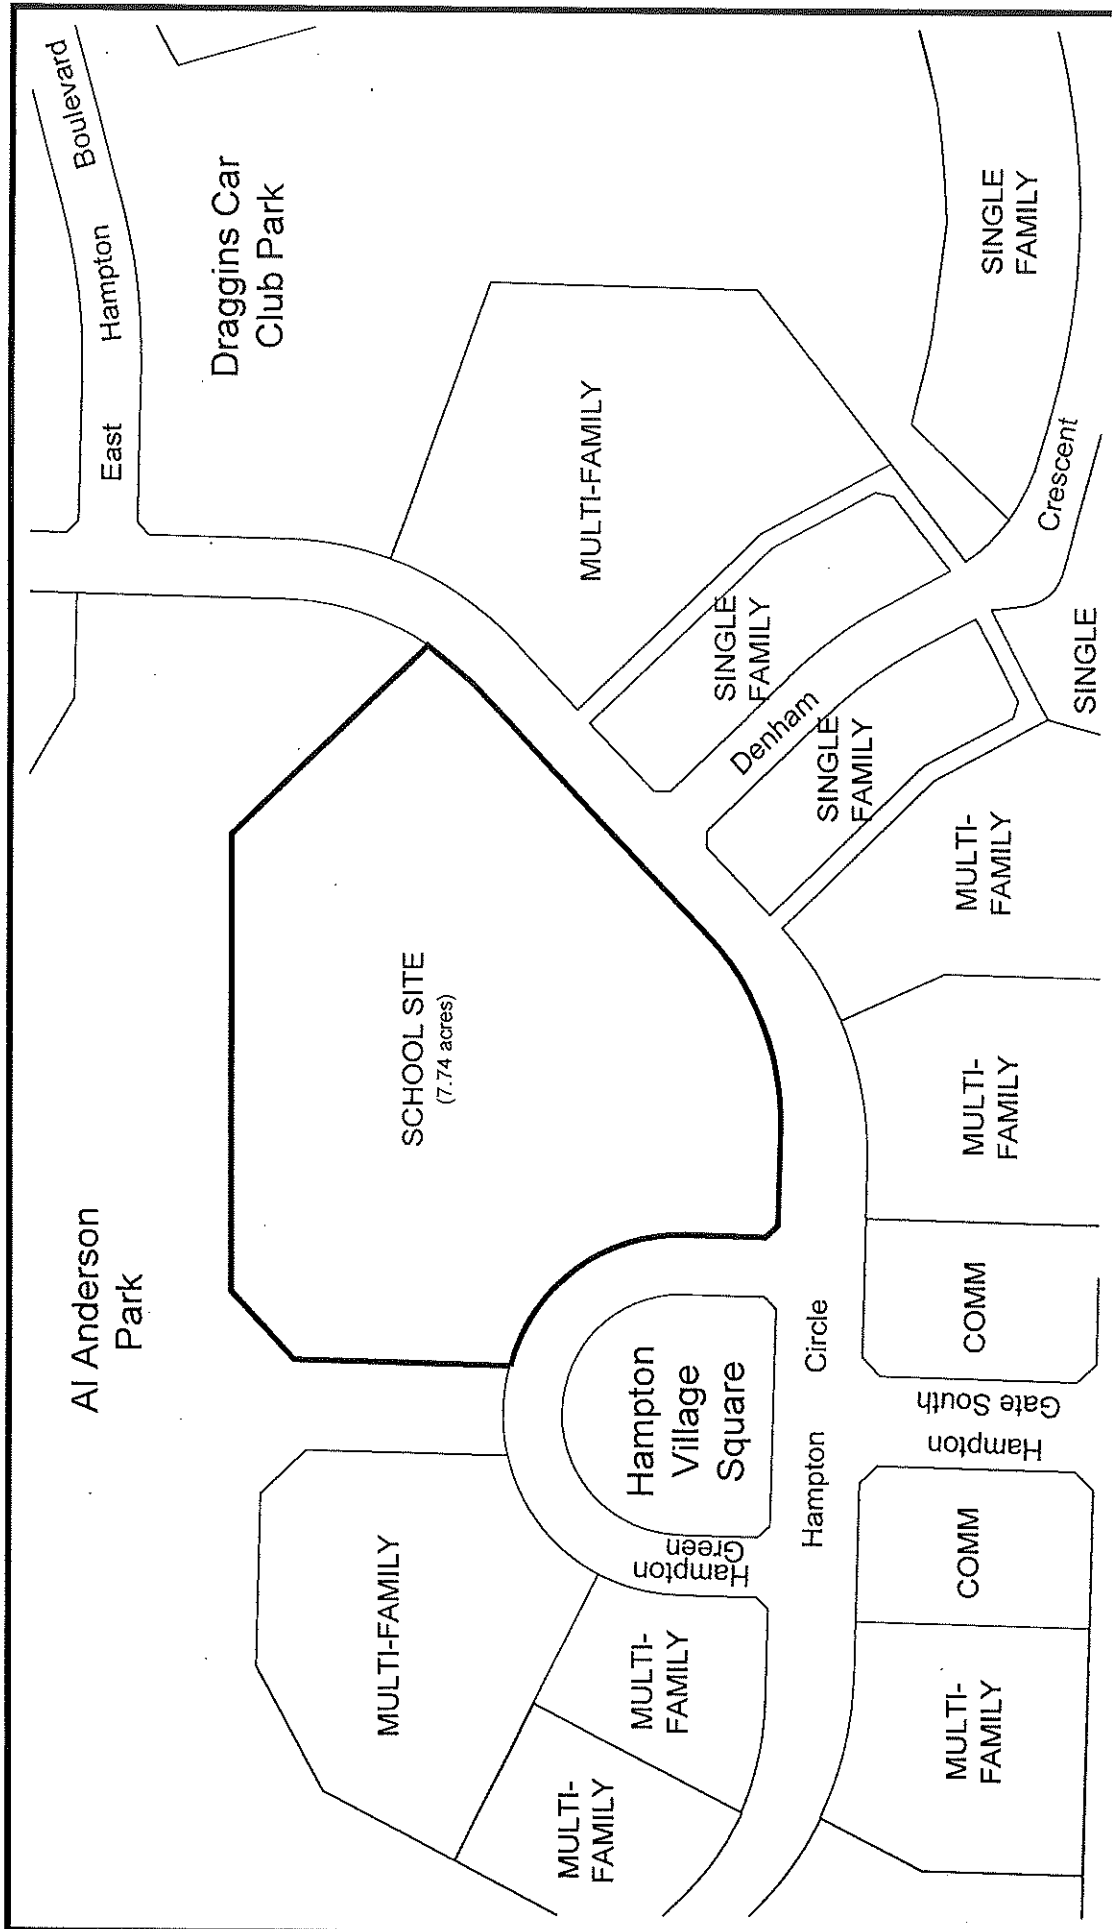 East Hampton Boulevard
Al Anderson
Park
Draggins Car
Club Park
SCHOOL SITE
(7.74 acres)
MULTI-FAMILY
MULTI-FAMILY
Hampton
Village
Square
MULTI-
FAMILY
MULTI-
FAMILY
Hampton
Green
SINGLE
FAMILY
Denham
Crescent
SINGLE
FAMILY
Hampton Circle
SINGLE
FAMILY
MULTI-
FAMILY
COMM
Hampton
Gate South
COMM
MULTI-
FAMILY
MULTI-
FAMILY
SINGLE